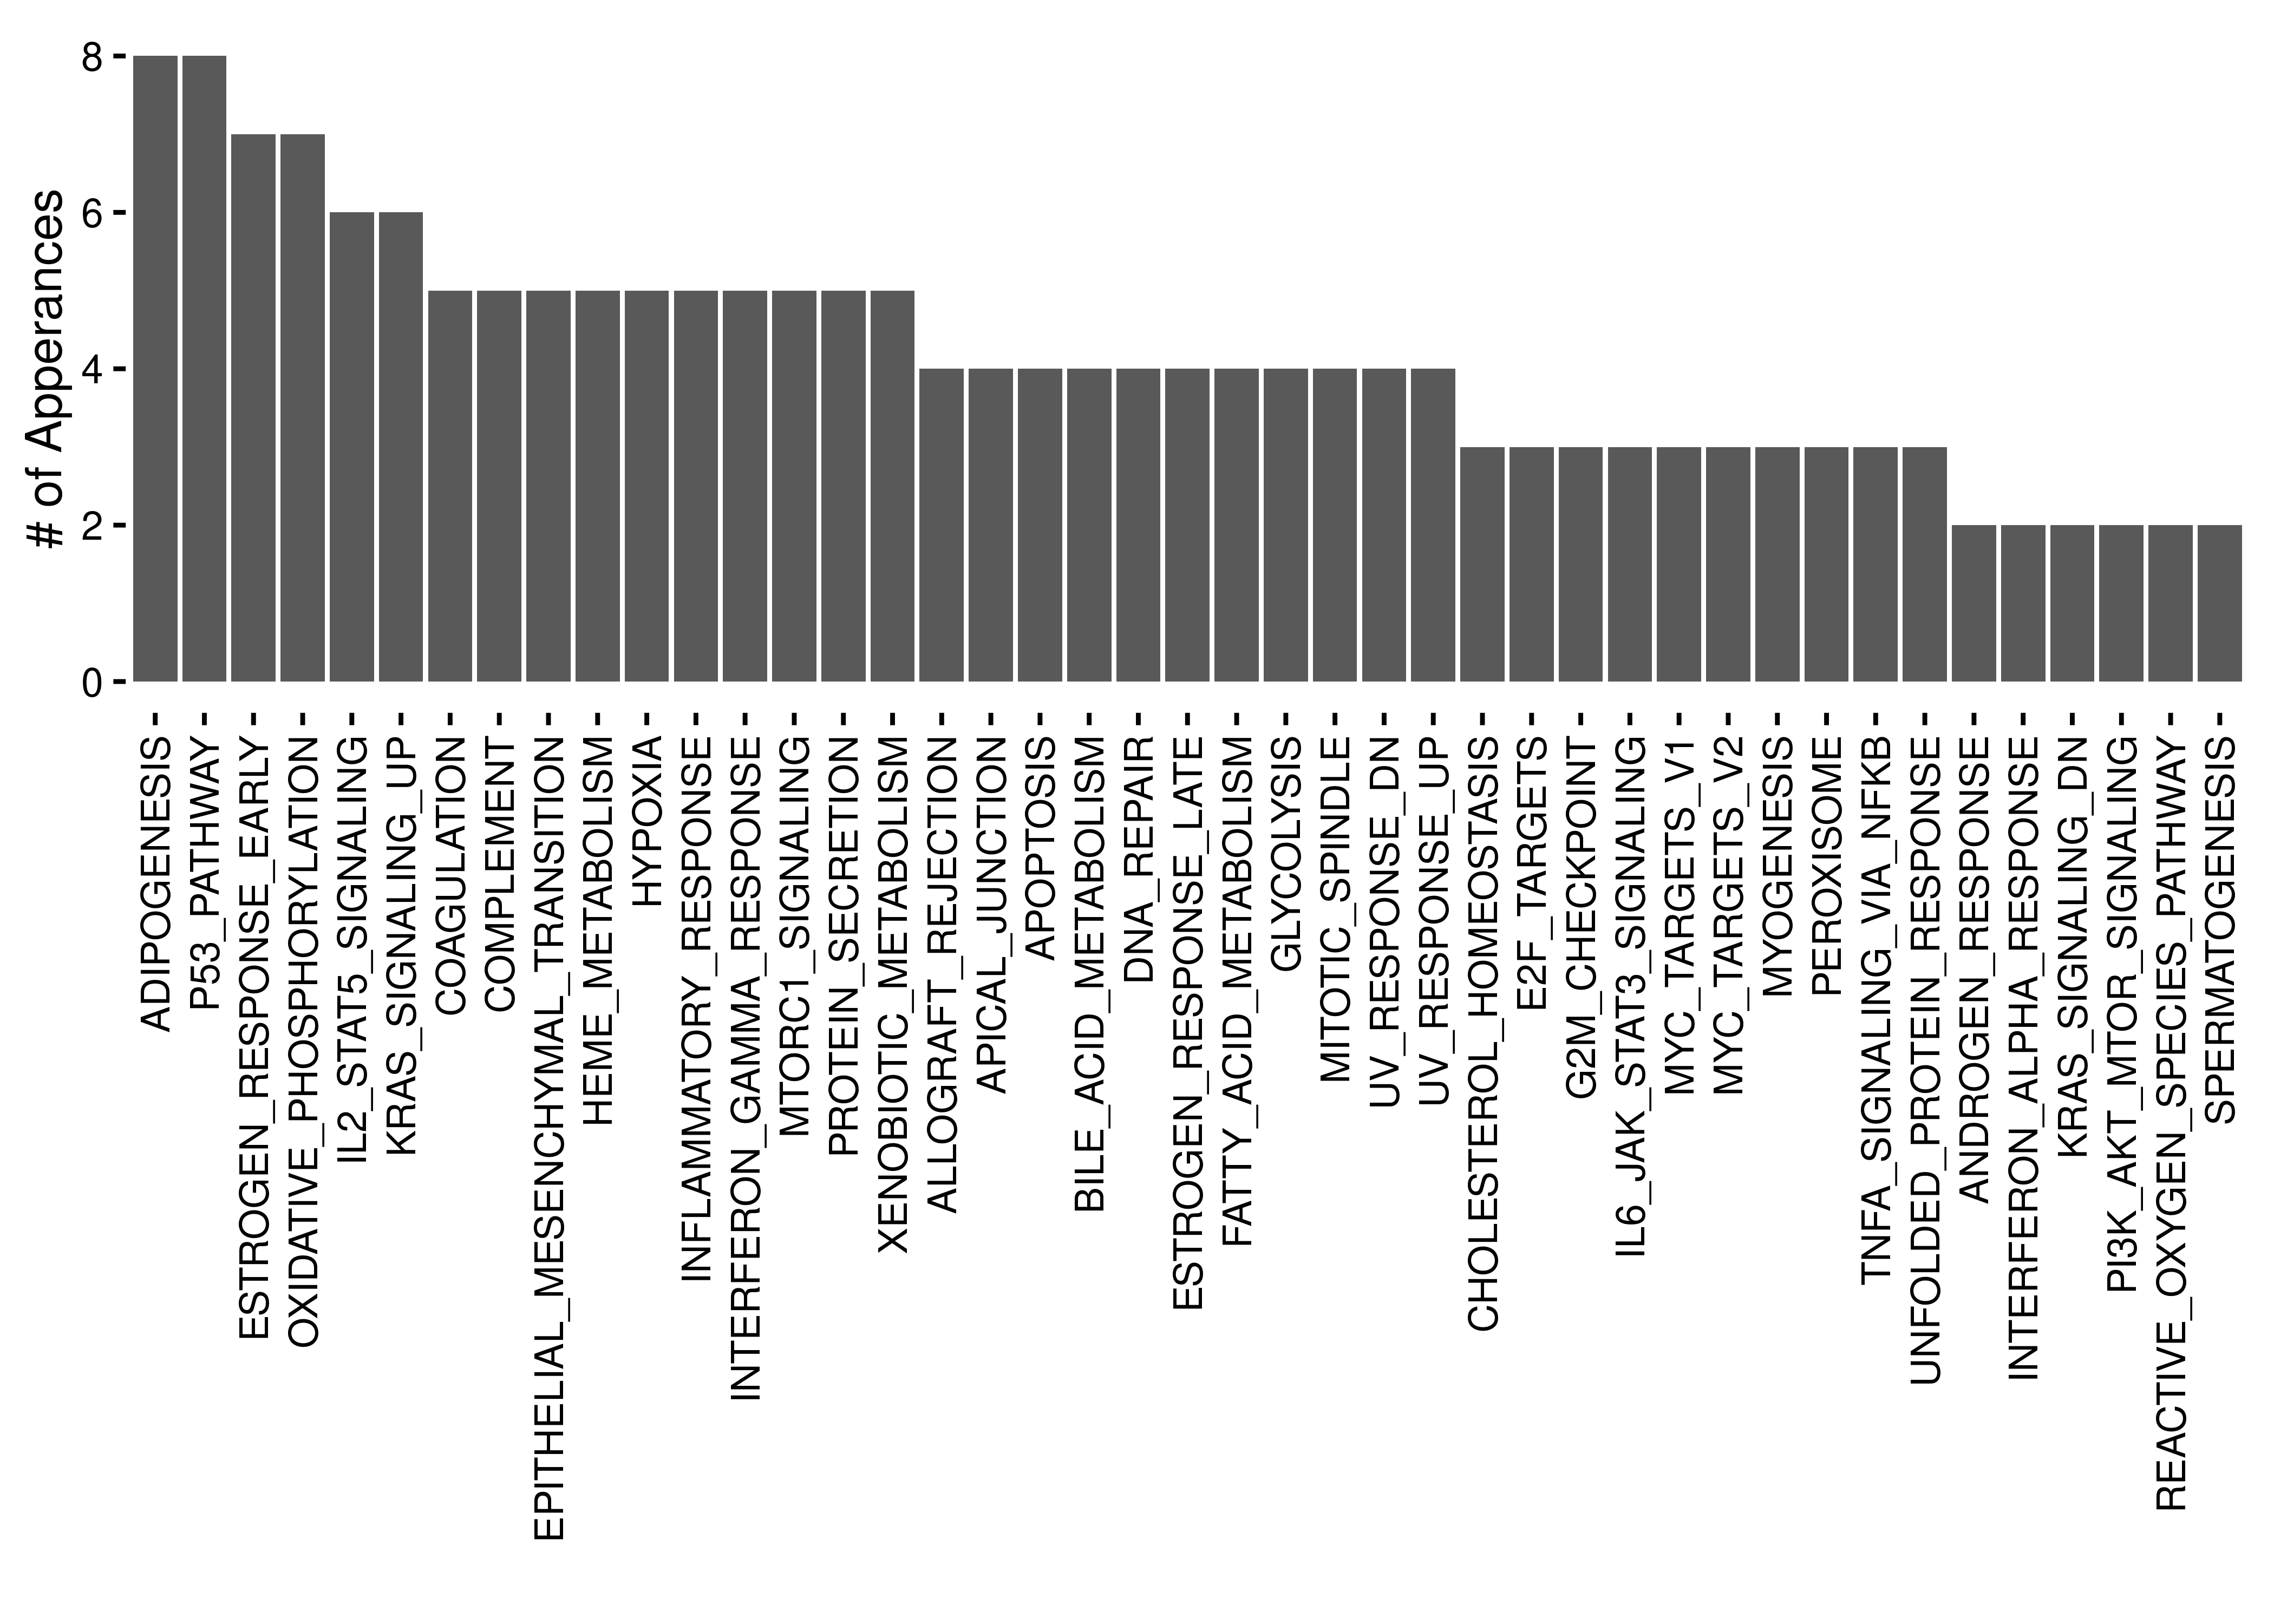 # of Apperances
8
6
4
2
0
ADIPOGENESIS
P53_PATHWAY
ESTROGEN_RESPONSE_EARLY
OXIDATIVE_PHOSPHORYLATION
IL2_STAT5_SIGNALING
KRAS_SIGNALING_UP
COAGULATION
COMPLEMENT
EPITHELIAL_MESENCHYMAL_TRANSITION
HEME_METABOLISM
HYPOXIA
INFLAMMATORY_RESPONSE
INTERFERON_GAMMA_RESPONSE
MTORC1_SIGNALING
PROTEIN_SECRETION
XENOBIOTIC_METABOLISM
ALLOGRAFT_REJECTION
APICAL_JUNCTION
APOPTOSIS
BILE_ACID_METABOLISM
DNA_REPAIR
ESTROGEN_RESPONSE_LATE
FATTY_ACID_METABOLISM
GLYCOLYSIS
MITOTIC_SPINDLE
UV_RESPONSE_DN
UV_RESPONSE_UP
CHOLESTEROL_HOMEOSTASIS
E2F_TARGETS
G2M_CHECKPOINT
IL6_JAK_STAT3_SIGNALING
MYC_TARGETS_V1
MYC_TARGETS_V2
MYOGENESIS
PEROXISOME
TNFA_SIGNALING_VIA_NFKB
UNFOLDED_PROTEIN_RESPONSE
ANDROGEN_RESPONSE
INTERFERON_ALPHA_RESPONSE
KRAS_SIGNALING_DN
PI3K_AKT_MTOR_SIGNALING
REACTIVE_OXYGEN_SPECIES_PATHWAY
SPERMATOGENESIS